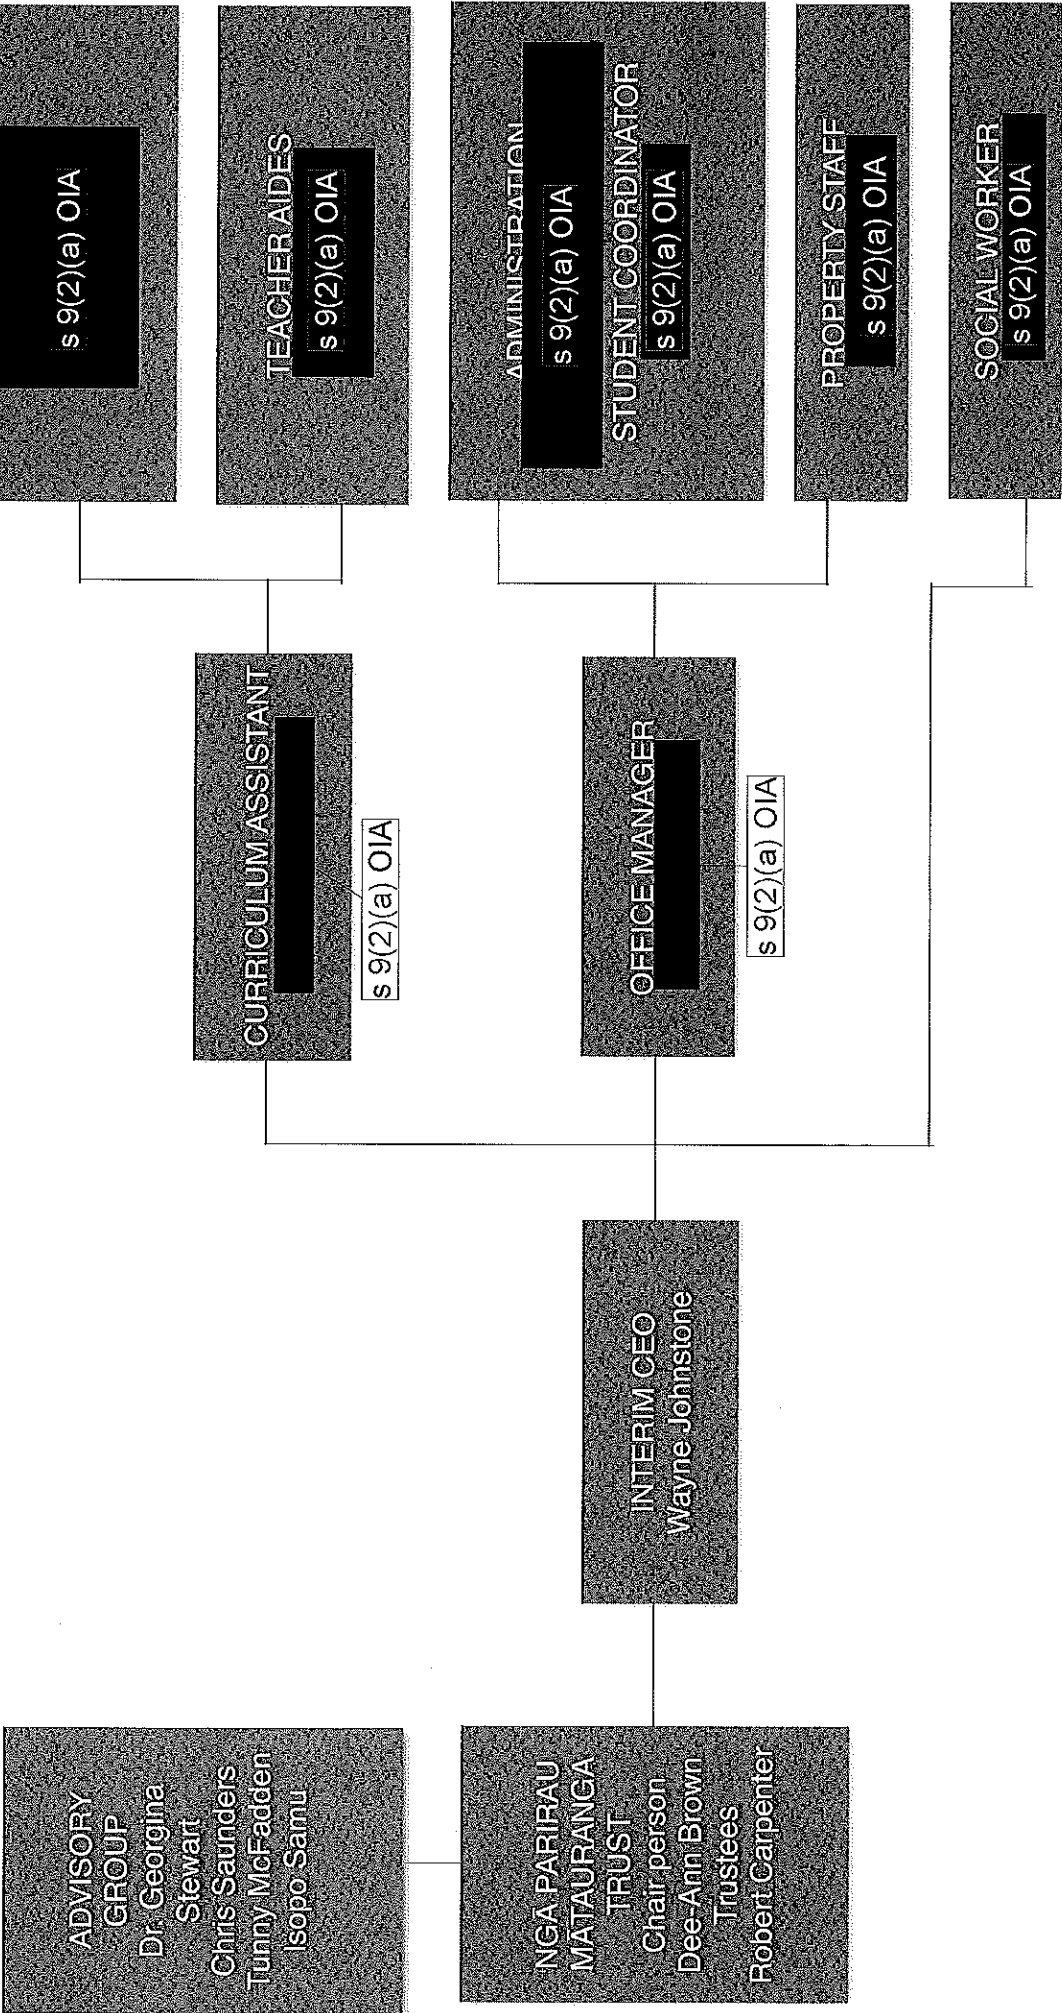 ADVISORY
GROUP
Dr. Georgina
Stewart
Chris Saunders
Tunny McFadden
Isopo Samu
NGA PARIRAU
MATAURANGA
TRUST
Chair person
Dee-Ann Brown
Trustees
Robert Carpenter
INTERIM CEO
Wayne Johnstone
CURRICULUM ASSISTANT
s 9(2)(a) OIA
OFFICE MANAGER
s 9(2)(a) OIA
s 9(2)(a) OIA
TEACHER AIDES
s 9(2)(a) OIA
ADMINISTRATION
s 9(2)(a) OIA
STUDENT COORDINATOR
s 9(2)(a) OIA
PROPERTY STAFF
s 9(2)(a) OIA
SOCIAL WORKER
s 9(2)(a) OIA